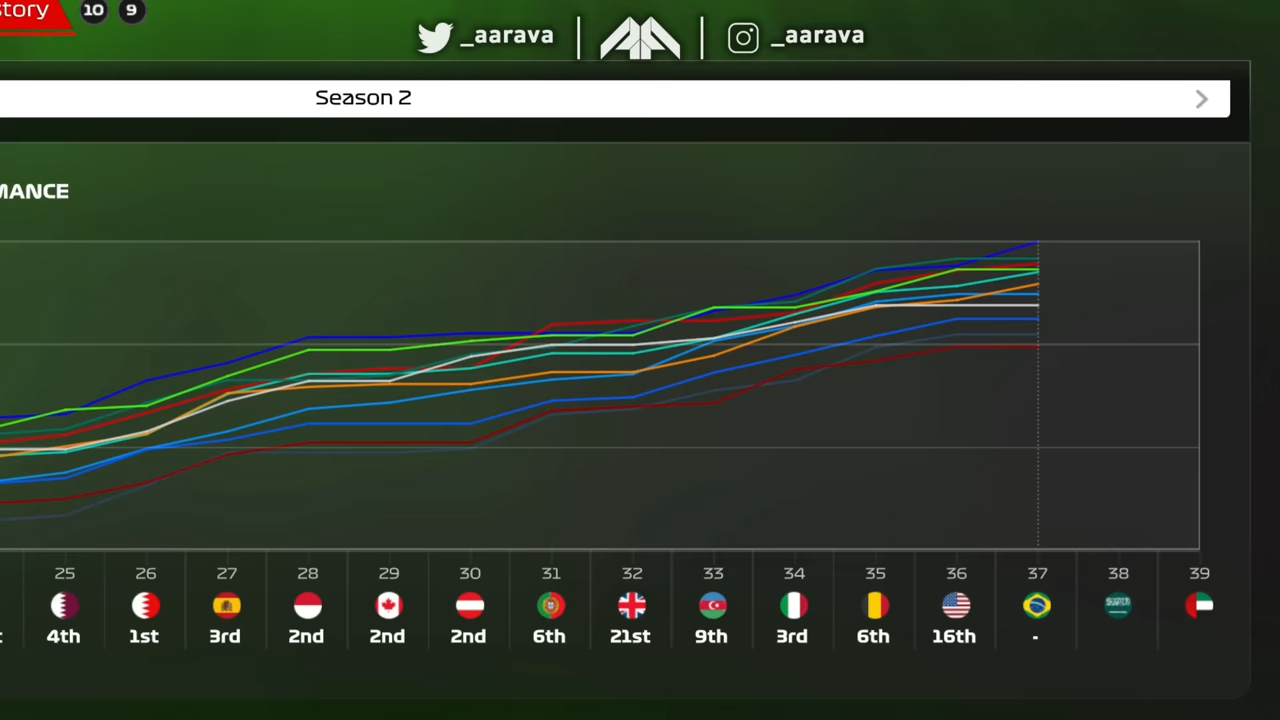 story 10 9
_aarava _aarava
Season 2
MANCE
25 26 27 28 29 30 31 32 33 34 35 36 37 38 39
4th 1st 3rd 2nd 2nd 2nd 6th 21st 9th 3rd 6th 16th -